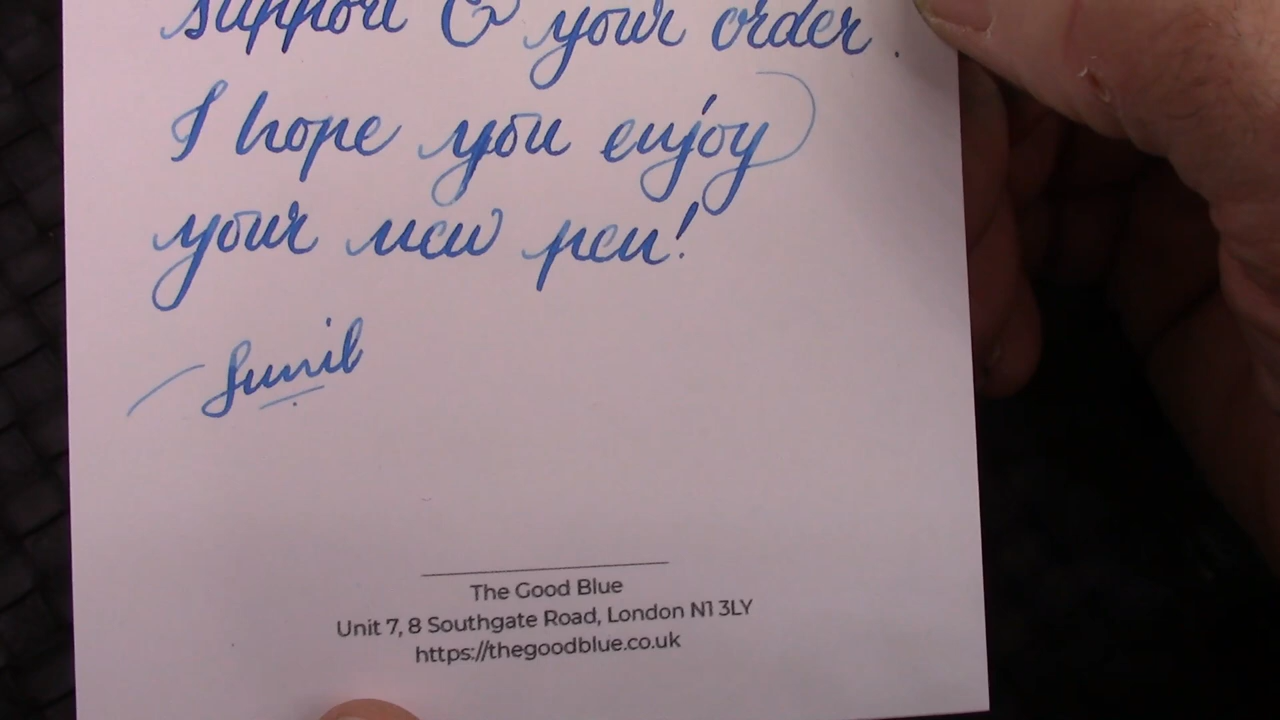 support & your order.
I hope you enjoy
your new pen!
Sunil
The Good Blue
Unit 7, 8 Southgate Road, London N1 3LY
https://thegoodblue.co.uk